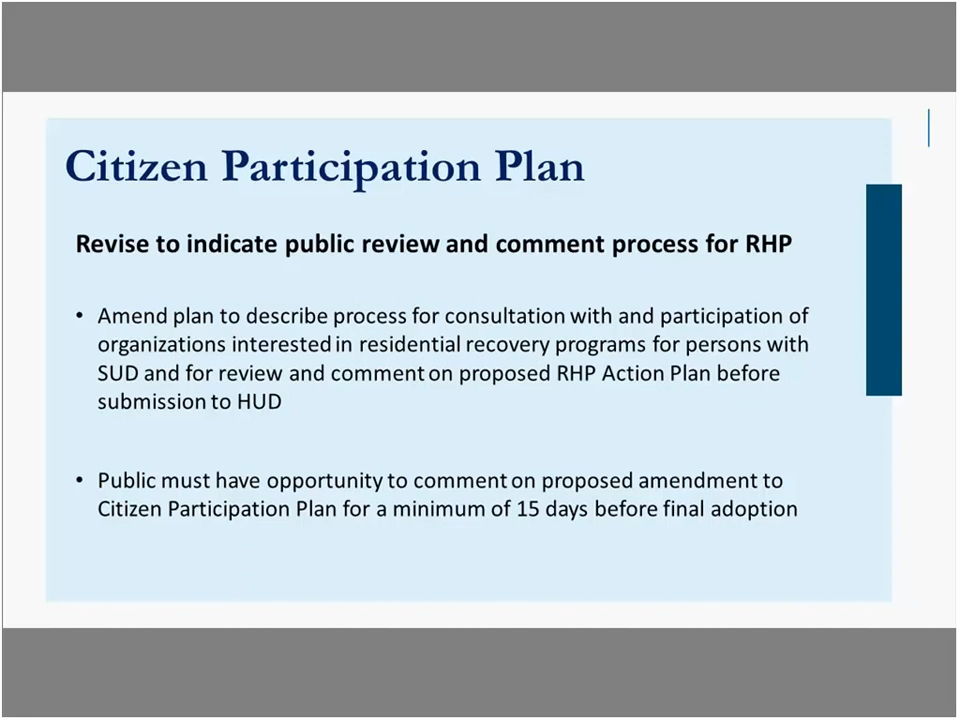 Citizen Participation Plan
Revise to indicate public review and comment process for RHP
• Amend plan to describe process for consultation with and participation of
organizations interested in residential recovery programs for persons with
SUD and for review and comment on proposed RHP Action Plan before
submission to HUD
• Public must have opportunity to comment on proposed amendment to
Citizen Participation Plan for a minimum of 15 days before final adoption